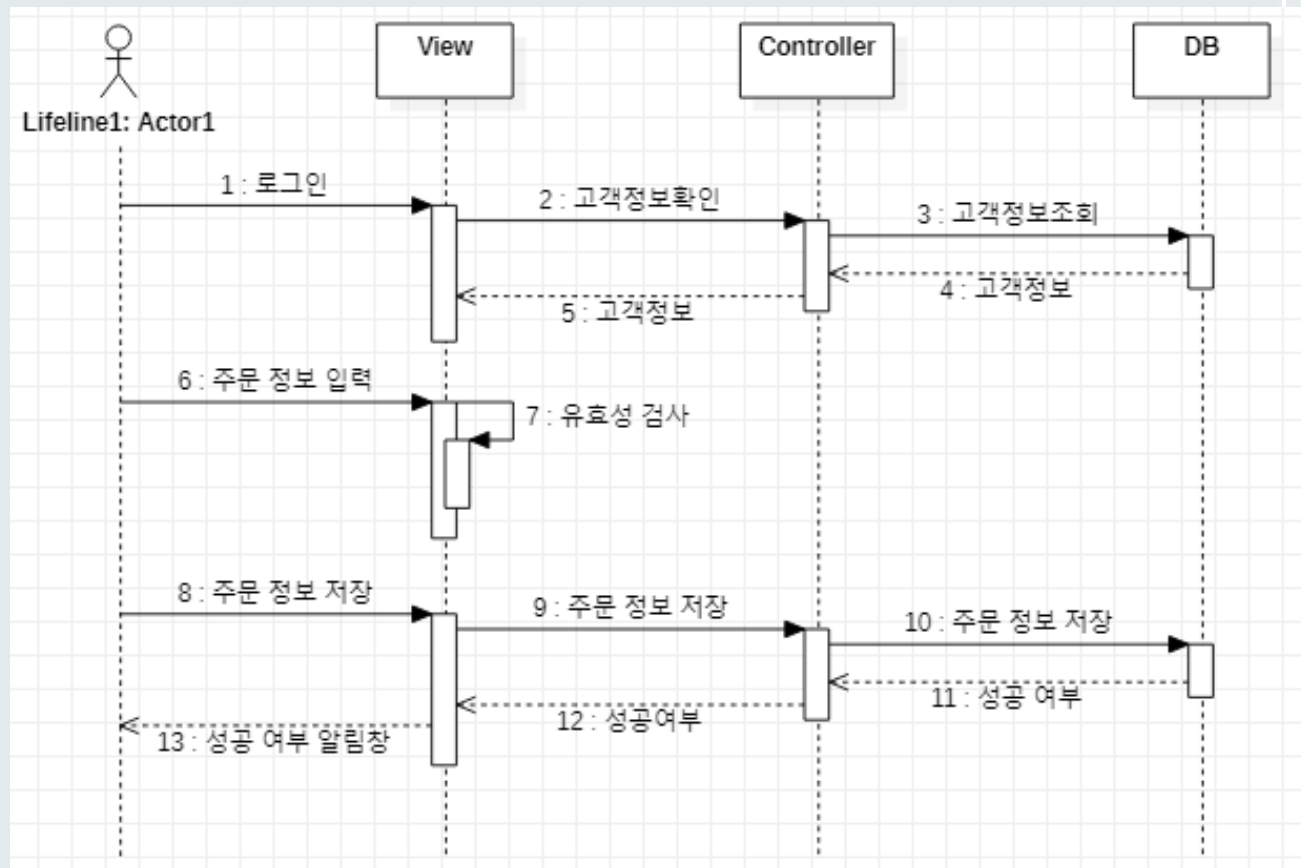 View
Controller
DB
Lifeline1: Actor1
1 : 로그인
2 : 고객정보확인
3 : 고객정보조회
4 : 고객정보
5 : 고객정보
6 : 주문 정보 입력
7 : 유효성 검사
8 : 주문 정보 저장
9 : 주문 정보 저장
10 : 주문 정보 저장
11 : 성공 여부
12 : 성공여부
13 : 성공 여부 알림창